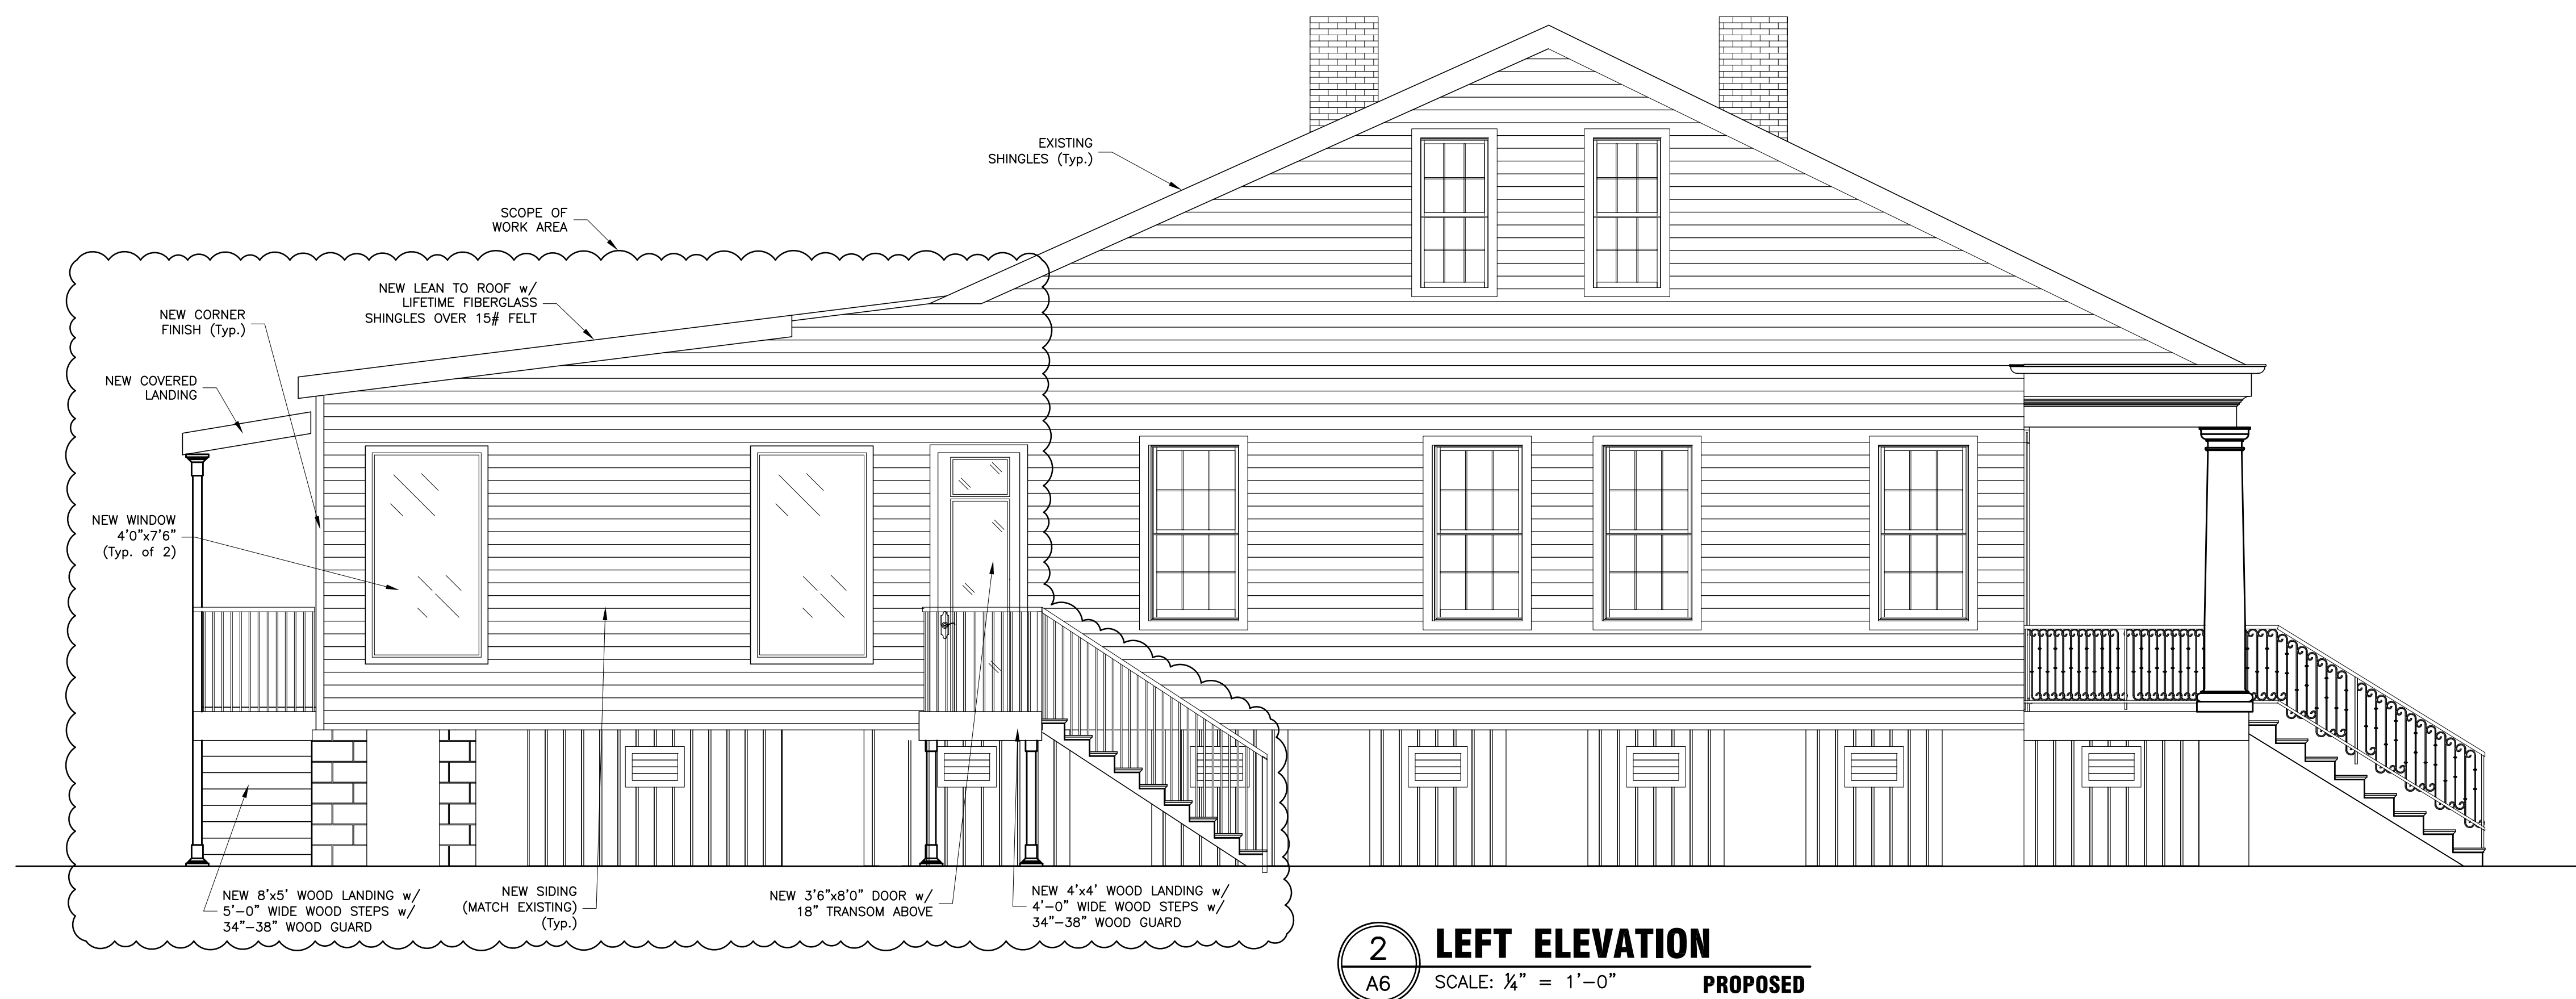 EXISTING
SHINGLES (Typ.)
SCOPE OF
WORK AREA
NEW LEAN TO ROOF w/
LIFETIME FIBERGLASS
SHINGLES OVER 15# FELT
NEW CORNER
FINISH (Typ.)
NEW COVERED
LANDING
NEW WINDOW
4'0"x7'6"
(Typ. of 2)
NEW 8'x5' WOOD LANDING w/
5'-0" WIDE WOOD STEPS w/
34"-38" WOOD GUARD
NEW SIDING
(MATCH EXISTING)
(Typ.)
NEW 3'6"x8'0" DOOR w/
18" TRANSOM ABOVE
NEW 4'x4' WOOD LANDING w/
4'-0" WIDE WOOD STEPS w/
34"-38" WOOD GUARD
2
A6
LEFT ELEVATION
SCALE: ¼" = 1'-0"
PROPOSED